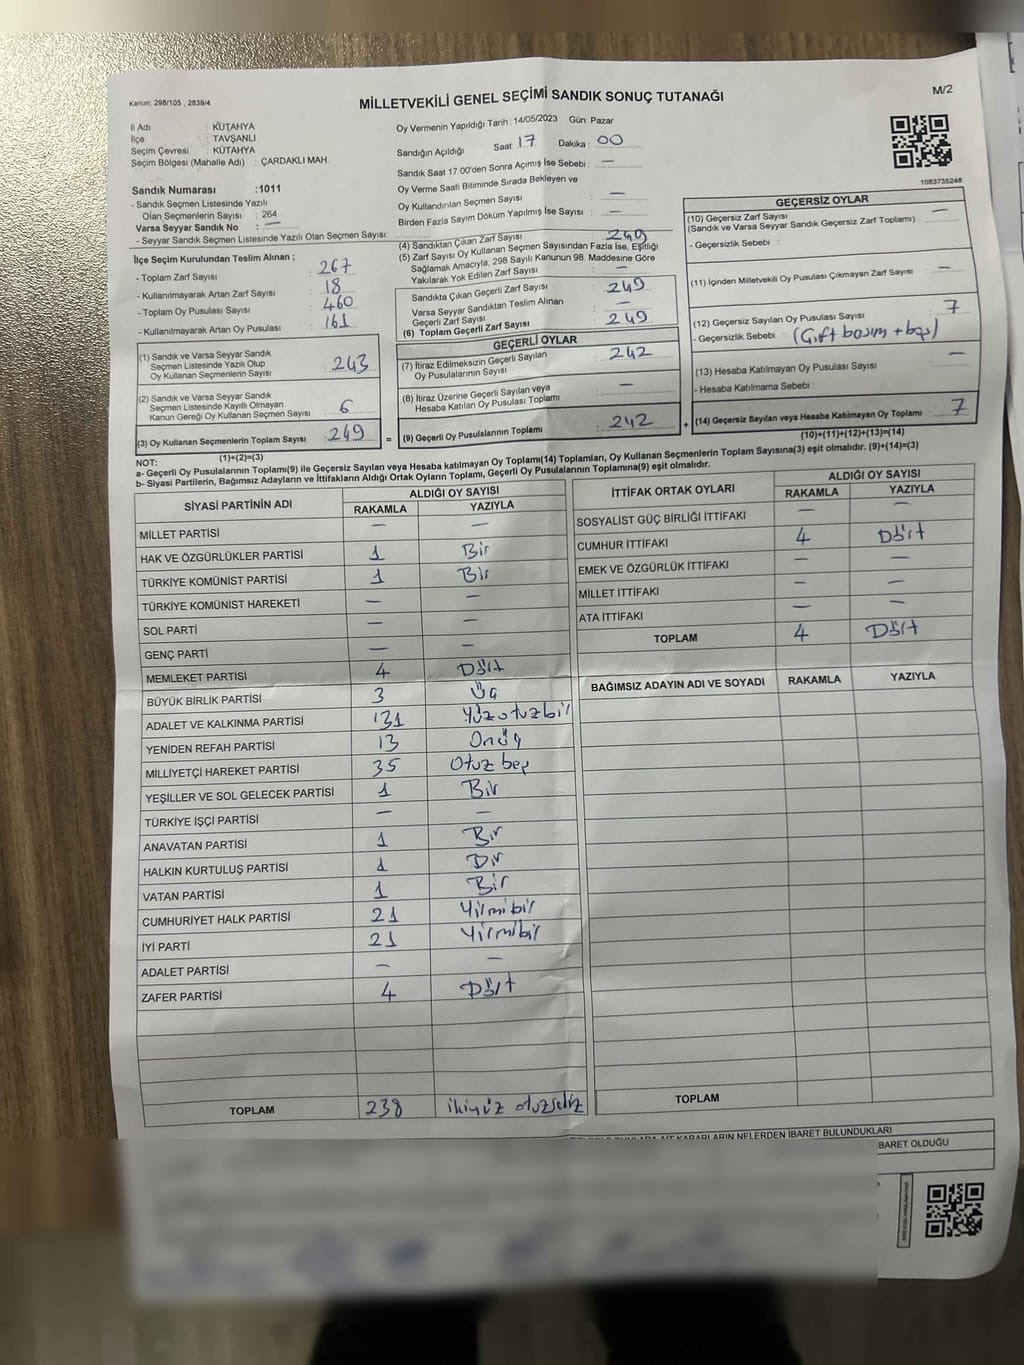 Kanun; 298/105 , 2839/4
MİLLETVEKİLİ GENEL SEÇİMİ SANDIK SONUÇ TUTANAĞI
M/2
İl Adı : KÜTAHYA
İlçe : TAVŞANLI
Seçim Çevresi : KÜTAHYA
Seçim Bölgesi (Mahalle Adı) : ÇARDAKLI MAH.
Sandık Numarası :1011
- Sandık Seçmen Listesinde Yazılı
Olan Seçmenlerin Sayısı : 264
Varsa Seyyar Sandık No : —
- Seyyar Sandık Seçmen Listesinde Yazılı Olan Seçmen Sayısı:
Oy Vermenin Yapıldığı Tarih :14/05/2023 Gün: Pazar
Sandığın Açıldığı Saat : 17 Dakika : 00
Sandık Saat 17.00'den Sonra Açımış İse Sebebi : —
Oy Verme Saati Bitiminde Sırada Bekleyen ve
Oy Kullandırılan Seçmen Sayısı : —
Birden Fazla Sayım Döküm Yapılmış İse Sayısı : —
1083735248
İlçe Seçim Kurulundan Teslim Alınan ;
- Toplam Zarf Sayısı : 267
- Kullanılmayarak Artan Zarf Sayısı : 18
- Toplam Oy Pusulası Sayısı : 460
- Kullanılmayarak Artan Oy Pusulası : 161
(1) Sandık ve Varsa Seyyar Sandık
Seçmen Listesinde Yazılı Olup
Oy Kullanan Seçmenlerin Sayısı : 243
(2) Sandık ve Varsa Seyyar Sandık
Seçmen Listesinde Kayıtlı Olmayan
Kanun Gereği Oy Kullanan Seçmen Sayısı : 6
(3) Oy Kullanan Seçmenlerin Toplam Sayısı : 249
(1)+(2)=(3)
(4) Sandıktan Çıkan Zarf Sayısı : 249
(5) Zarf Sayısı Oy Kullanan Seçmen Sayısından Fazla İse, Eşitliği
Sağlamak Amacıyla, 298 Sayılı Kanunun 98. Maddesine Göre
Yakılarak Yok Edilen Zarf Sayısı : —
Sandıkta Çıkan Geçerli Zarf Sayısı : 249
Varsa Seyyar Sandıktan Teslim Alınan
Geçerli Zarf Sayısı : —
(6) Toplam Geçerli Zarf Sayısı : 249
GEÇERLİ OYLAR
(7) İtiraz Edilmeksizin Geçerli Sayılan
Oy Pusulalarının Sayısı : 242
(8) İtiraz Üzerine Geçerli Sayılan veya
Hesaba Katılan Oy Pusulası Toplamı : —
= (9) Geçerli Oy Pusulalarının Toplamı : 242
GEÇERSİZ OYLAR
(10) Geçersiz Zarf Sayısı : —
(Sandık ve Varsa Seyyar Sandık Geçersiz Zarf Toplamı)
- Geçersizlik Sebebi :
(11) İçinden Milletvekili Oy Pusulası Çıkmayan Zarf Sayısı : —
(12) Geçersiz Sayılan Oy Pusulası Sayısı : 7
- Geçersizlik Sebebi : (Çift basım + boş)
(13) Hesaba Katılmayan Oy Pusulası Sayısı : —
- Hesaba Katılmama Sebebi :
+ (14) Geçersiz Sayılan veya Hesaba Katılmayan Oy Toplamı : 7
(10)+(11)+(12)+(13)=(14)
NOT:
a- Geçerli Oy Pusulalarının Toplamı(9) ile Geçersiz Sayılan veya Hesaba katılmayan Oy Toplamı(14) Toplamları, Oy Kullanan Seçmenlerin Toplam Sayısına(3) eşit olmalıdır. (9)+(14)=(3)
b- Siyasi Partilerin, Bağımsız Adayların ve İttifakların Aldığı Ortak Oyların Toplamı, Geçerli Oy Pusulalarının Toplamına(9) eşit olmalıdır.
SİYASİ PARTİNİN ADI ALDIĞI OY SAYISI
RAKAMLA YAZIYLA
MİLLET PARTİSİ — —
HAK VE ÖZGÜRLÜKLER PARTİSİ 1 Bir
TÜRKİYE KOMÜNİST PARTİSİ 1 Bir
TÜRKİYE KOMÜNİST HAREKETİ — —
SOL PARTİ — —
GENÇ PARTİ — —
MEMLEKET PARTİSİ 4 Dört
BÜYÜK BİRLİK PARTİSİ 3 Üç
ADALET VE KALKINMA PARTİSİ 131 Yüzotuzbir
YENİDEN REFAH PARTİSİ 13 Onüç
MİLLİYETÇİ HAREKET PARTİSİ 35 Otuz beş
YEŞİLLER VE SOL GELECEK PARTİSİ 1 Bir
TÜRKİYE İŞÇİ PARTİSİ — —
ANAVATAN PARTİSİ 1 Bir
HALKIN KURTULUŞ PARTİSİ 1 Bir
VATAN PARTİSİ 1 Bir
CUMHURİYET HALK PARTİSİ 21 Yirmibir
İYİ PARTİ 21 Yirmibir
ADALET PARTİSİ — —
ZAFER PARTİSİ 4 Dört
TOPLAM 238 ikiyüz otuzsekiz
İTTİFAK ORTAK OYLARI ALDIĞI OY SAYISI
RAKAMLA YAZIYLA
SOSYALİST GÜÇ BİRLİĞİ İTTİFAKI — —
CUMHUR İTTİFAKI 4 Dört
EMEK VE ÖZGÜRLÜK İTTİFAKI — —
MİLLET İTTİFAKI — —
ATA İTTİFAKI — —
TOPLAM 4 Dört
BAĞIMSIZ ADAYIN ADI VE SOYADI RAKAMLA YAZIYLA
TOPLAM
KARARLARIN NELERDEN İBARET BULUNDUKLARI
BARET OLDUĞU